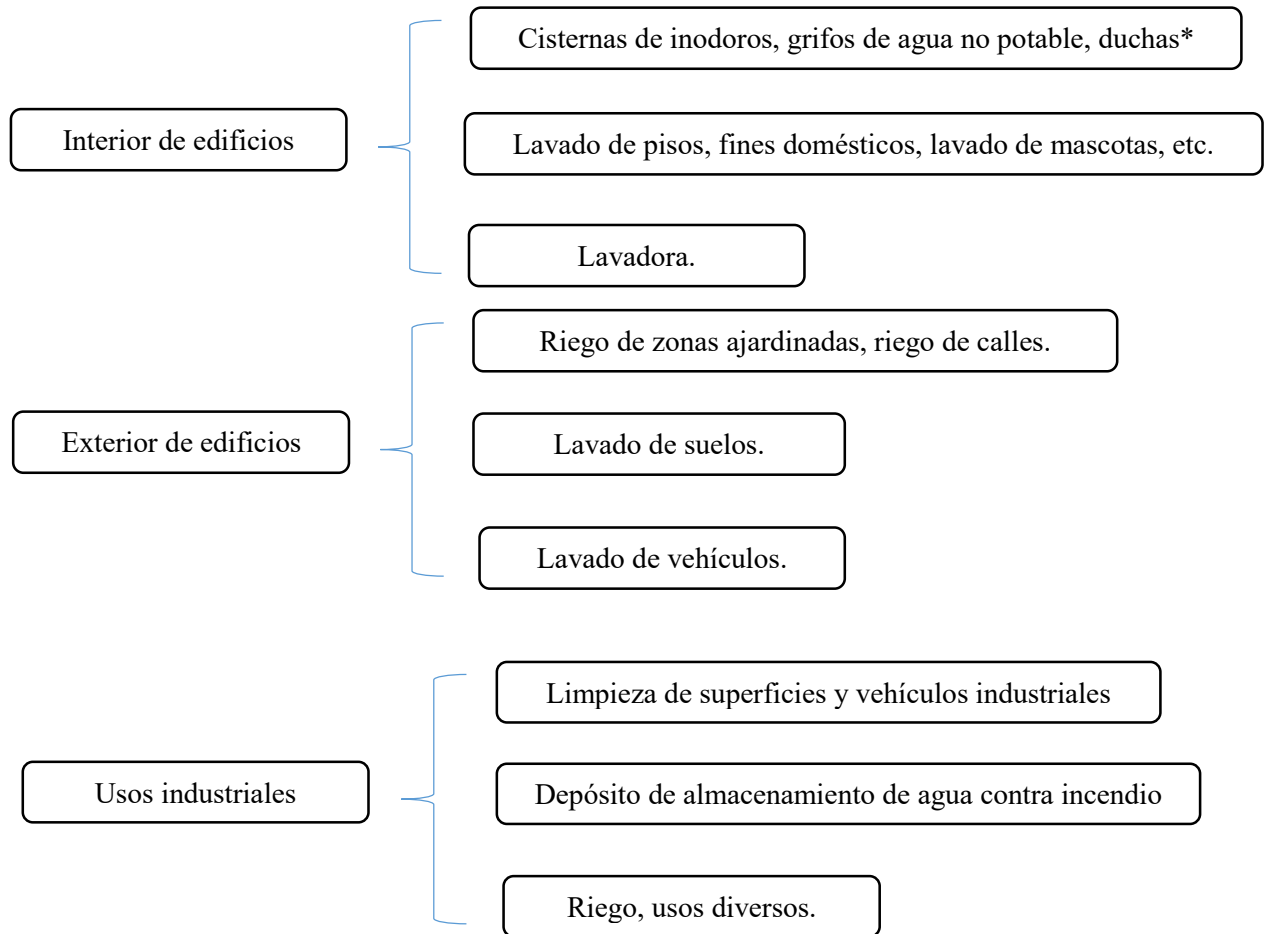 Cisternas de inodoros, grifos de agua no potable, duchas*
Interior de edificios
Lavado de pisos, fines domésticos, lavado de mascotas, etc.
Lavadora.
Riego de zonas ajardinadas, riego de calles.
Exterior de edificios
Lavado de suelos.
Lavado de vehículos.
Limpieza de superficies y vehículos industriales
Usos industriales
Depósito de almacenamiento de agua contra incendio
Riego, usos diversos.